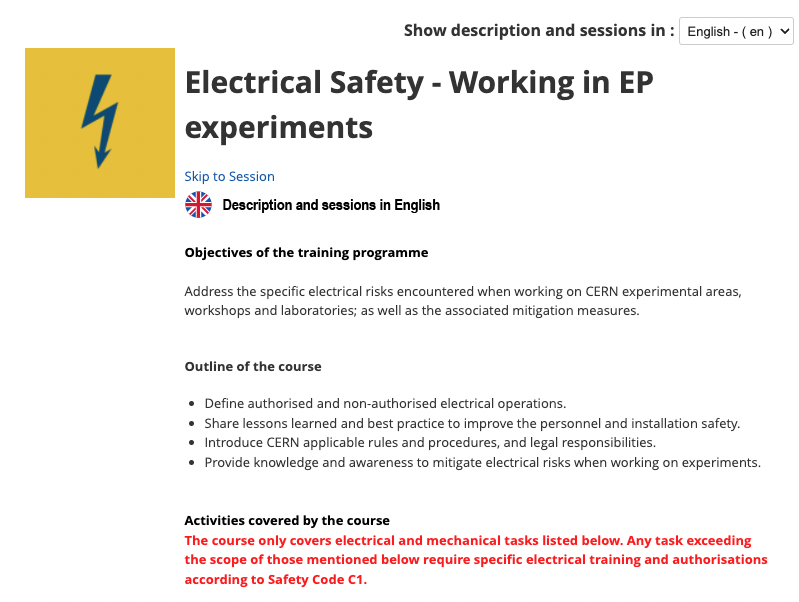 Show description and sessions in :
English - ( en )
Electrical Safety - Working in EP
experiments
Skip to Session
Description and sessions in English
Objectives of the training programme
Address the specific electrical risks encountered when working on CERN experimental areas,
workshops and laboratories; as well as the associated mitigation measures.
Outline of the course
• Define authorised and non-authorised electrical operations.
• Share lessons learned and best practice to improve the personnel and installation safety.
• Introduce CERN applicable rules and procedures, and legal responsibilities.
• Provide knowledge and awareness to mitigate electrical risks when working on experiments.
Activities covered by the course
The course only covers electrical and mechanical tasks listed below. Any task exceeding
the scope of those mentioned below require specific electrical training and authorisations
according to Safety Code C1.